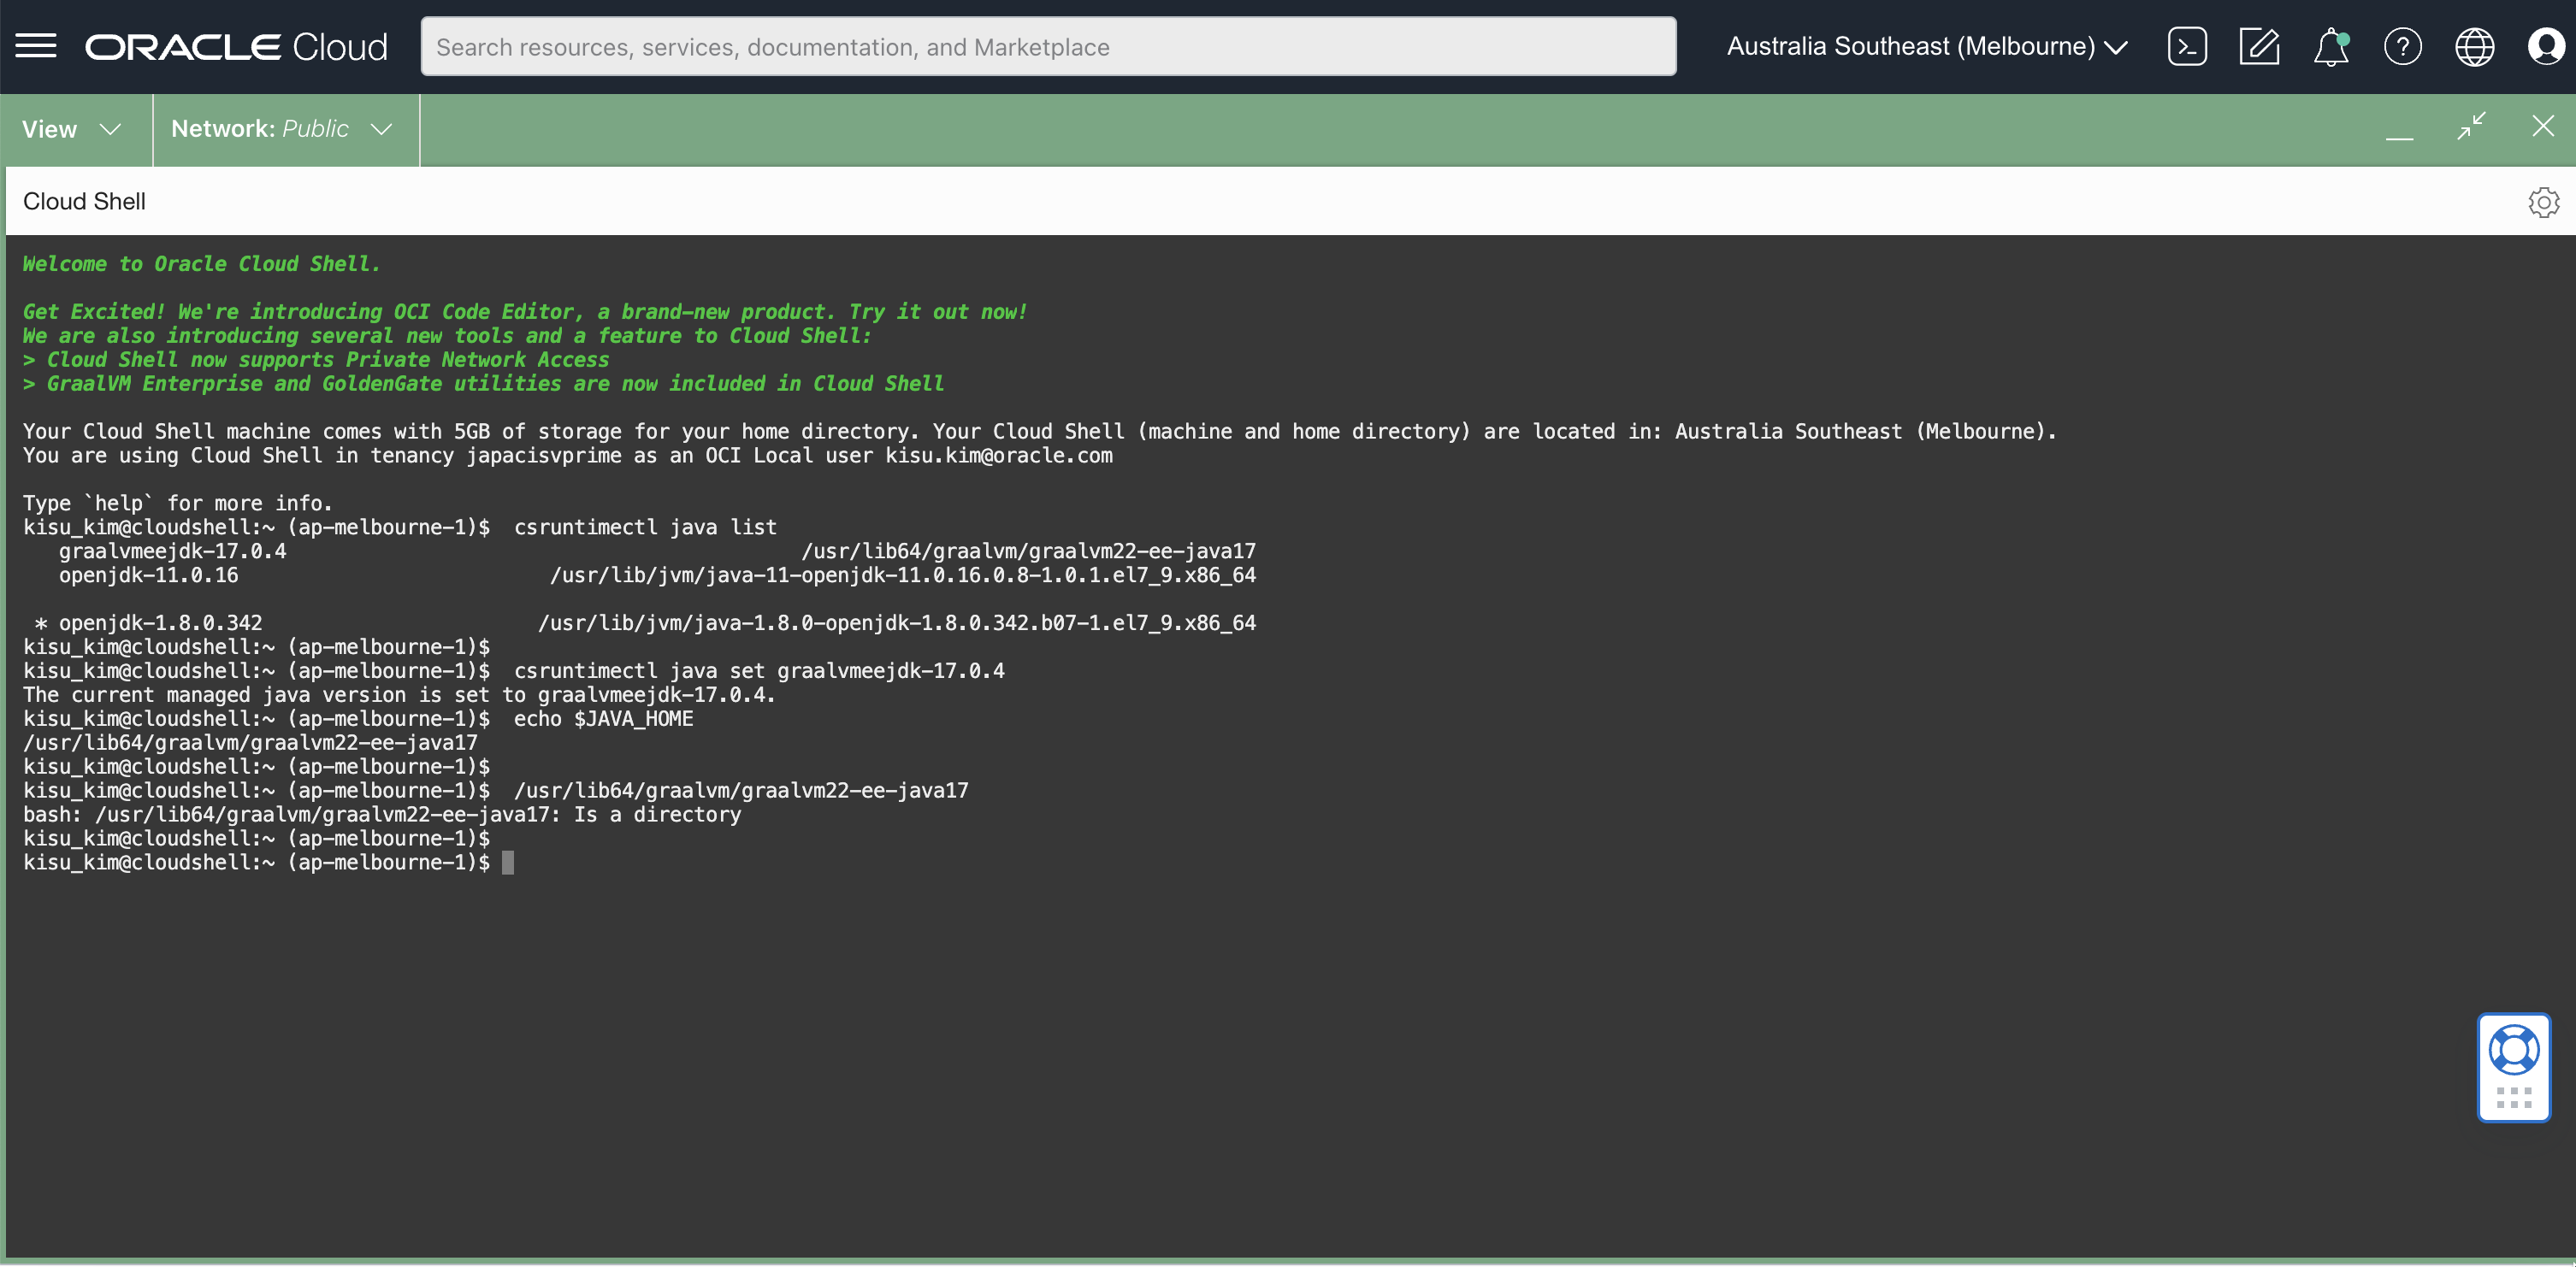 ORACLE Cloud
Search resources, services, documentation, and Marketplace
Australia Southeast (Melbourne)
View
Network: Public
Cloud Shell
Welcome to Oracle Cloud Shell.
Get Excited! We're introducing OCI Code Editor, a brand-new product. Try it out now!
We are also introducing several new tools and a feature to Cloud Shell:
> Cloud Shell now supports Private Network Access
> GraalVM Enterprise and GoldenGate utilities are now included in Cloud Shell
Your Cloud Shell machine comes with 5GB of storage for your home directory. Your Cloud Shell (machine and home directory) are located in: Australia Southeast (Melbourne).
You are using Cloud Shell in tenancy japacisvprime as an OCI Local user kisu.kim@oracle.com
Type `help` for more info.
kisu_kim@cloudshell:~ (ap-melbourne-1)$  csruntimectl java list
   graalvmeejdk-17.0.4                                           /usr/lib64/graalvm/graalvm22-ee-java17
   openjdk-11.0.16                          /usr/lib/jvm/java-11-openjdk-11.0.16.0.8-1.0.1.el7_9.x86_64
 * openjdk-1.8.0.342                       /usr/lib/jvm/java-1.8.0-openjdk-1.8.0.342.b07-1.el7_9.x86_64
kisu_kim@cloudshell:~ (ap-melbourne-1)$
kisu_kim@cloudshell:~ (ap-melbourne-1)$  csruntimectl java set graalvmeejdk-17.0.4
The current managed java version is set to graalvmeejdk-17.0.4.
kisu_kim@cloudshell:~ (ap-melbourne-1)$  echo $JAVA_HOME
/usr/lib64/graalvm/graalvm22-ee-java17
kisu_kim@cloudshell:~ (ap-melbourne-1)$
kisu_kim@cloudshell:~ (ap-melbourne-1)$  /usr/lib64/graalvm/graalvm22-ee-java17
bash: /usr/lib64/graalvm/graalvm22-ee-java17: Is a directory
kisu_kim@cloudshell:~ (ap-melbourne-1)$
kisu_kim@cloudshell:~ (ap-melbourne-1)$